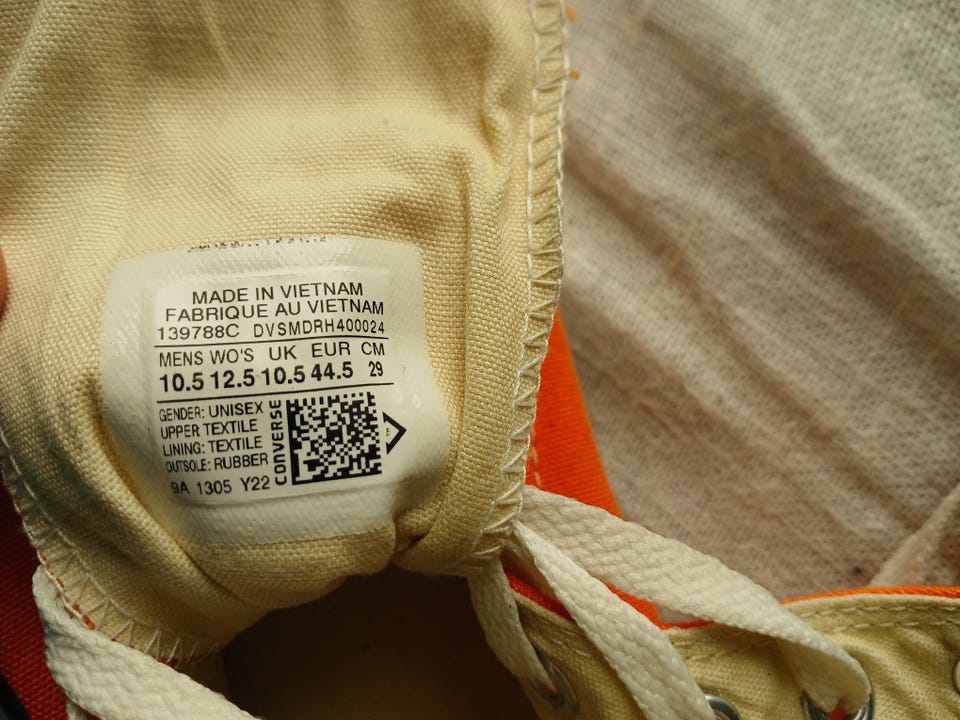 MADE IN VIETNAM
FABRIQUE AU VIETNAM
139788C DVSMDRH400024
MENS WO'S UK EUR CM
10.5 12.5 10.5 44.5 29
GENDER: UNISEX
UPPER TEXTILE
LINING: TEXTILE
OUTSOLE: RUBBER
9A 1305 Y22
CONVERSE